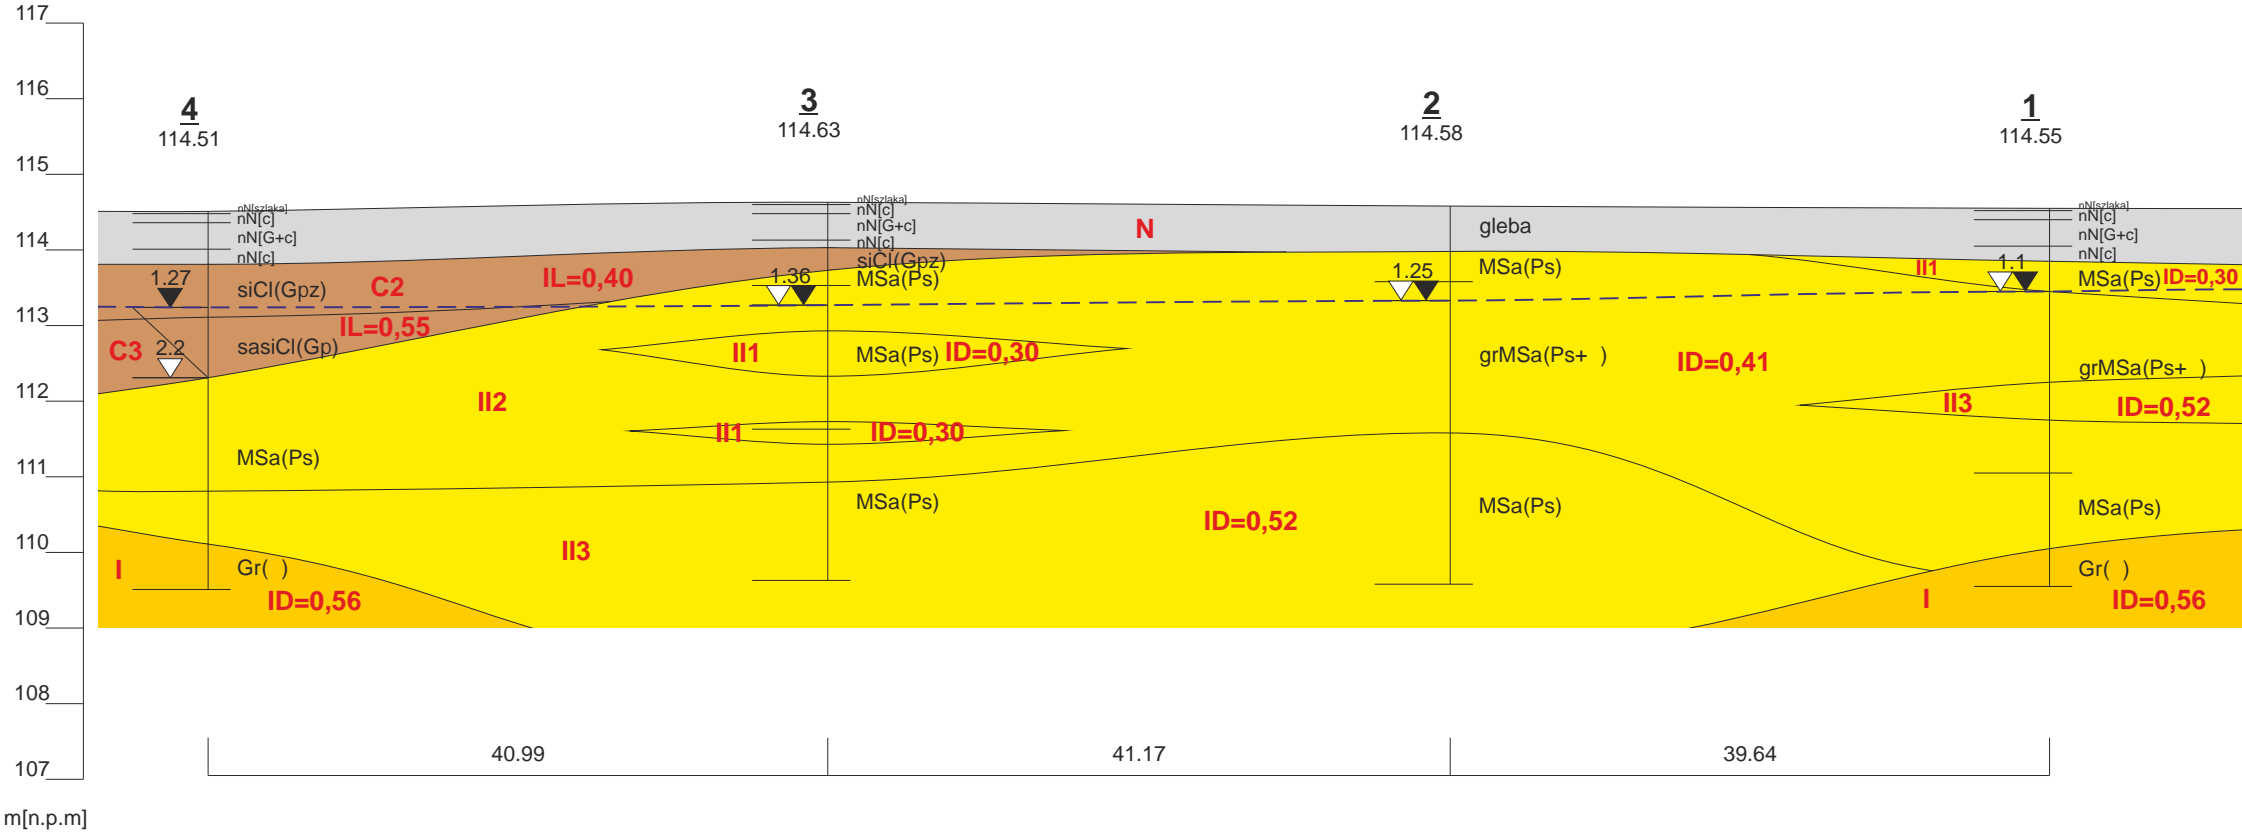 117
116
4
3
2
1
114.51
114.63
114.58
114.55
115
nN[szlaka]
nN[c]
nN[G+c]
nN[c]
nN[szlaka]
nN[c]
nN[G+c]
nN[c]
N
gleba
nN[szlaka]
nN[c]
nN[G+c]
nN[c]
114
siCl(Gpz)
MSa(Ps)
MSa(Ps)
II1
1.1
MSa(Ps)
ID=0,30
1.27
siCl(Gpz)
C2
IL=0,40
1.36
1.25
113
IL=0,55
C3
2.2
sasiCl(Gp)
II1
MSa(Ps)
ID=0,30
grMSa(Ps+ )
ID=0,41
grMSa(Ps+ )
112
II2
II3
ID=0,52
II1
ID=0,30
111
MSa(Ps)
MSa(Ps)
MSa(Ps)
MSa(Ps)
ID=0,52
110
II3
I
Gr( )
ID=0,56
Gr( )
I
ID=0,56
109
108
107
40.99
41.17
39.64
m[n.p.m]